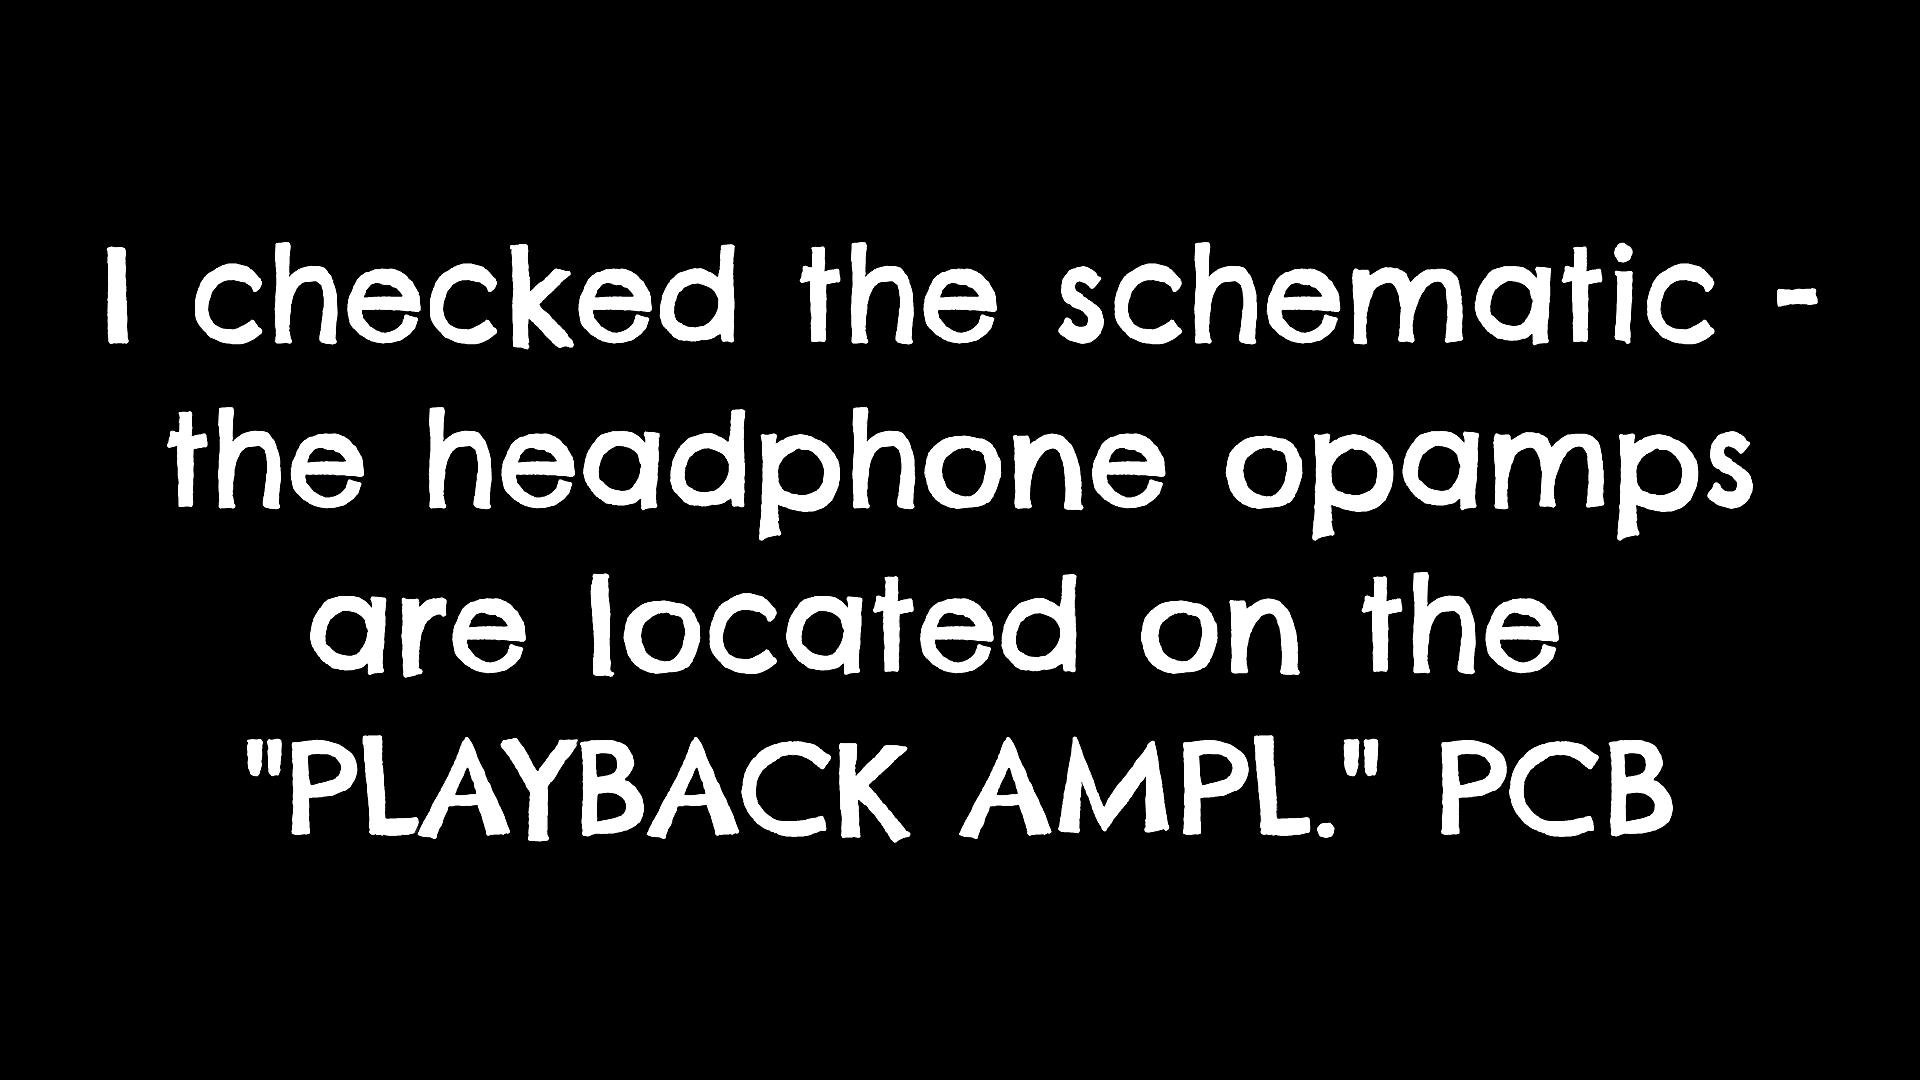 I checked the schematic -
the headphone opamps
are located on the
"PLAYBACK AMPL." PCB